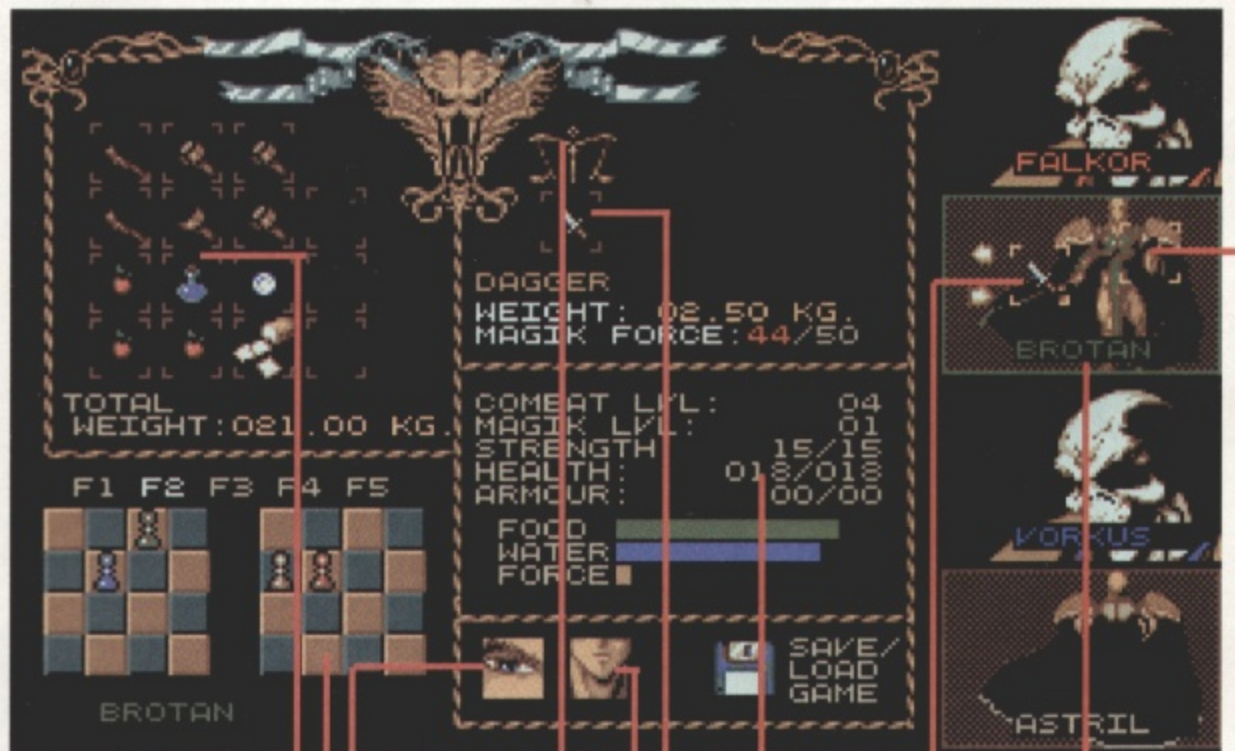 FALKOR
DAGGER
WEIGHT: 02.50 KG.
MAGIK FORCE:44/50
BROTAN
TOTAL
WEIGHT:021.00 KG.
COMBAT LVL: 04
MAGIK LVL: 01
STRENGTH 15/15
HEALTH: 018/018
ARMOUR: 00/00
F1 F2 F3 F4 F5
FOOD
WATER
FORCE
VORKUS
SAVE/
LOAD
GAME
BROTAN
ASTRIL